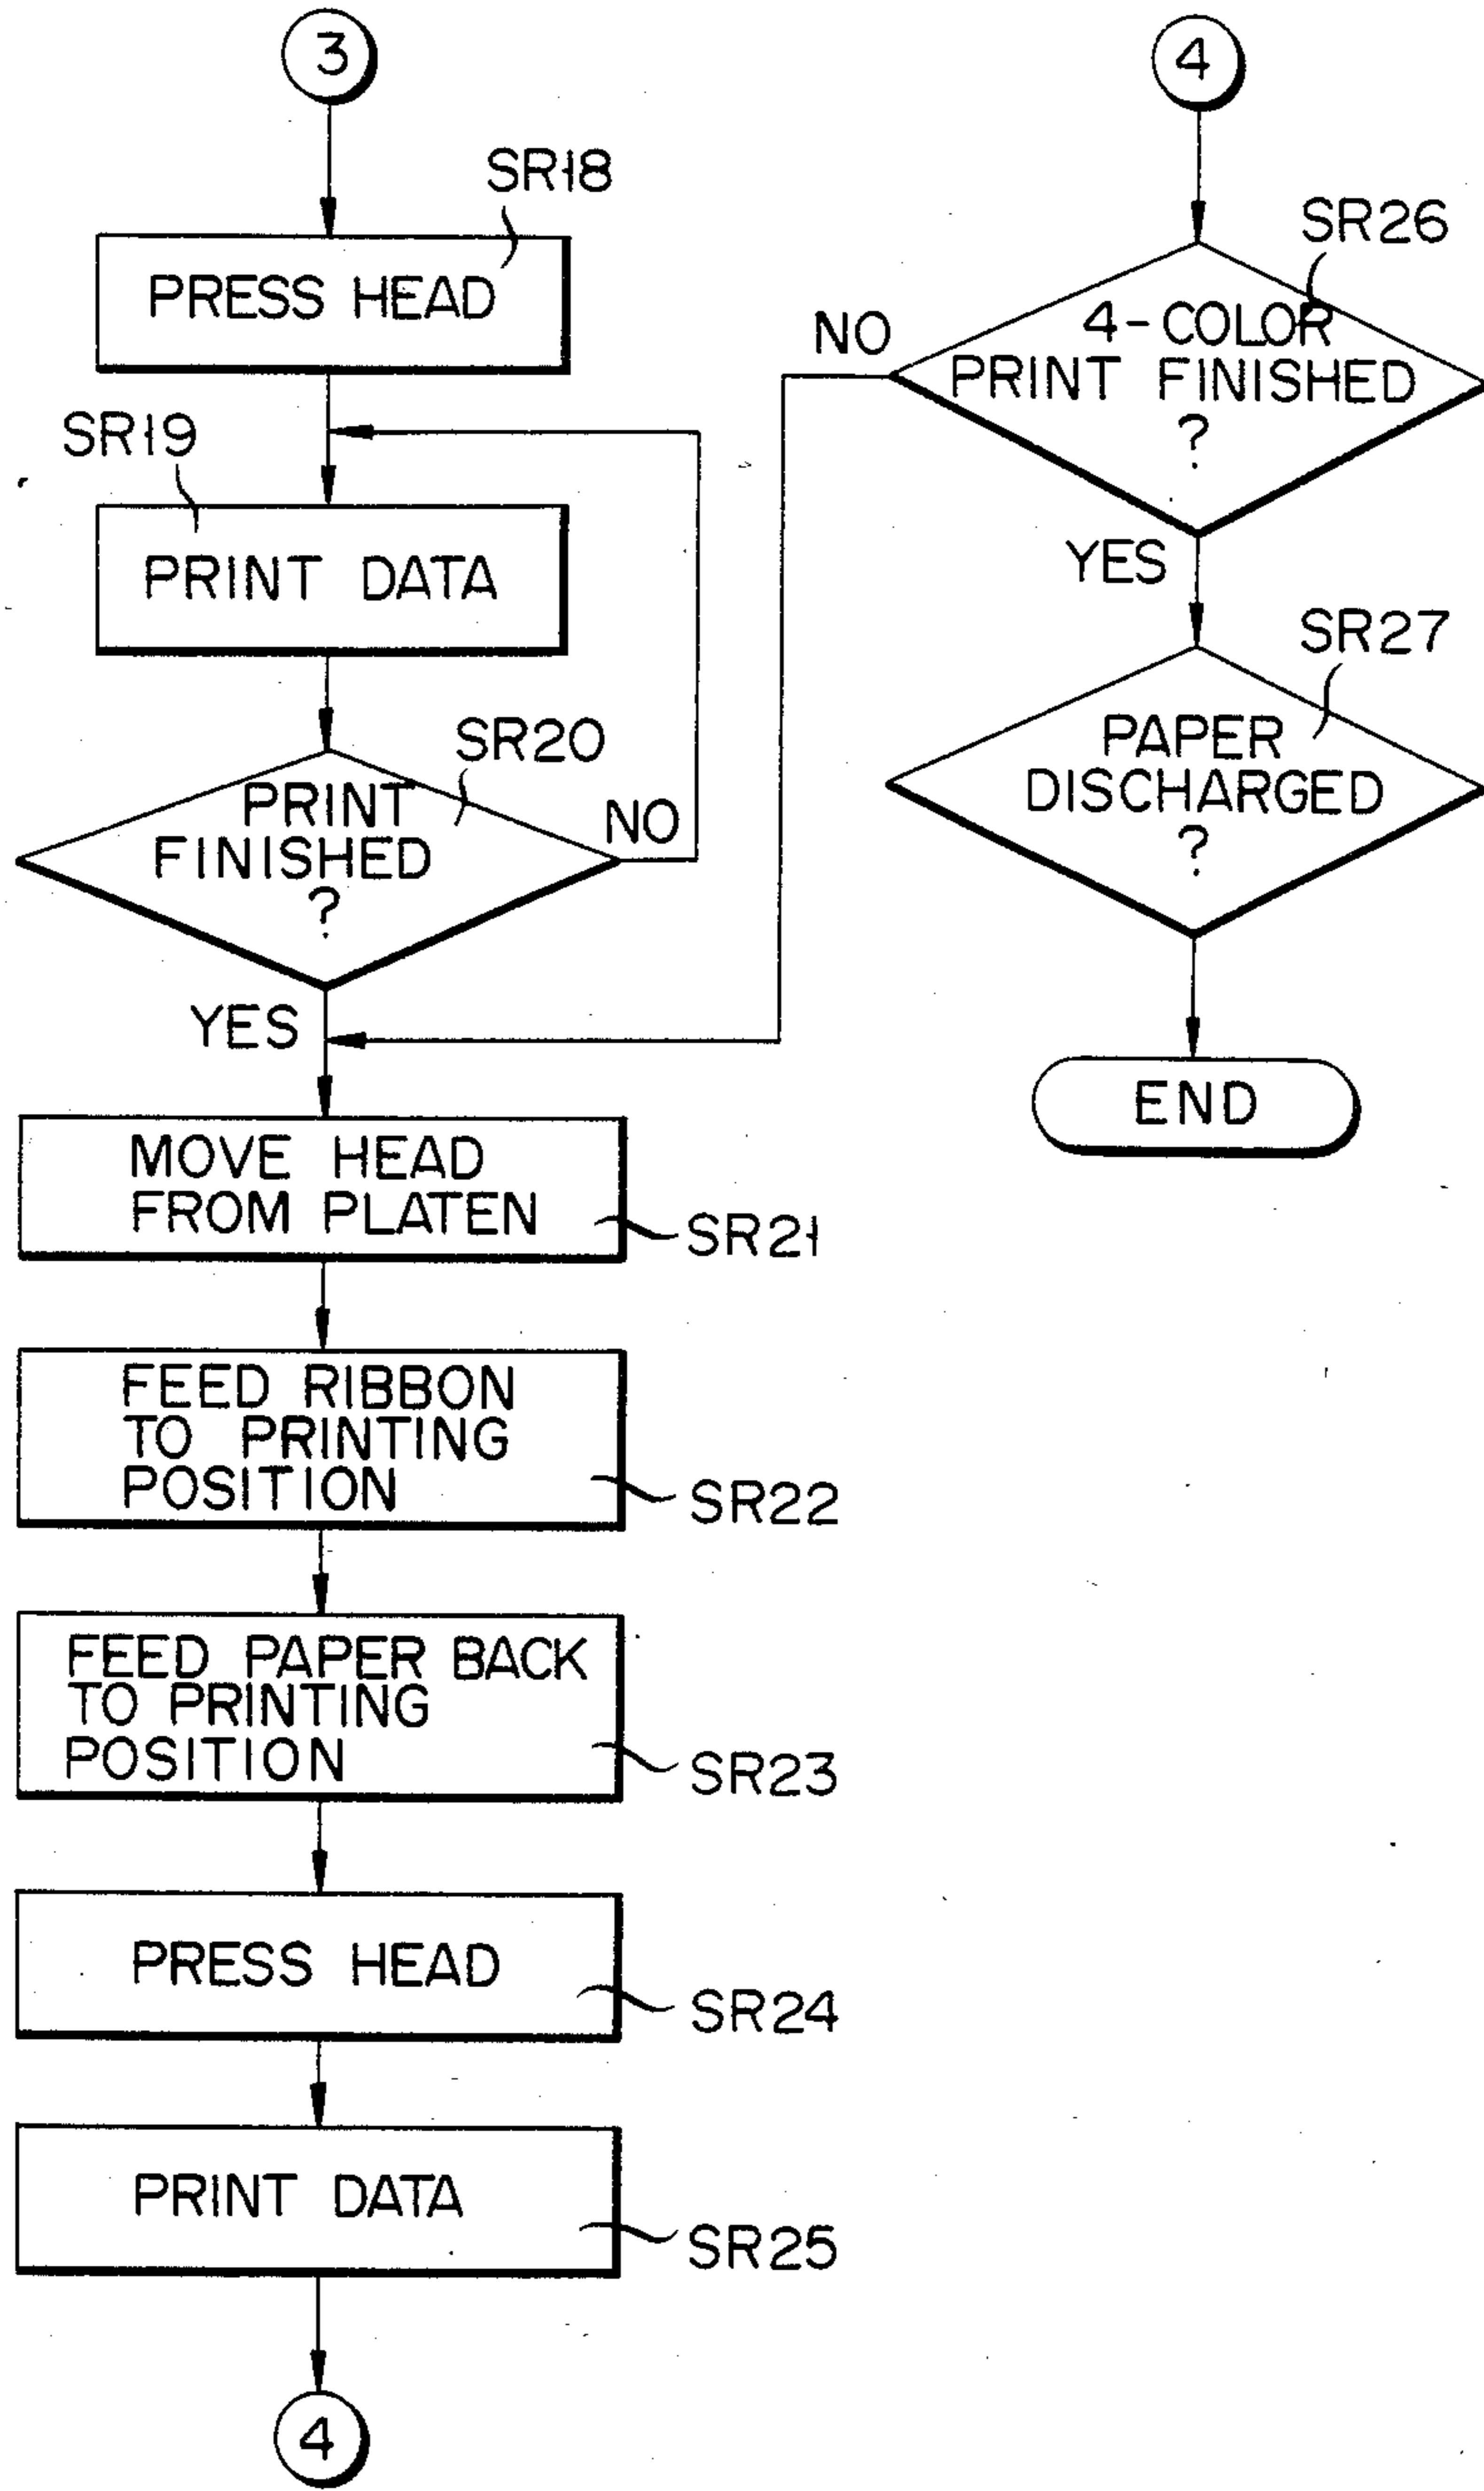 3
SR18
PRESS HEAD
SR19
PRINT DATA
SR20
PRINT
FINISHED
?
NO
YES
MOVE HEAD
FROM PLATEN
SR21
FEED RIBBON
TO PRINTING
POSITION
SR22
FEED PAPER BACK
TO PRINTING
POSITION
SR23
PRESS HEAD
SR24
PRINT DATA
SR25
4
4
SR26
4-COLOR
PRINT FINISHED
?
NO
YES
SR27
PAPER
DISCHARGED
?
END